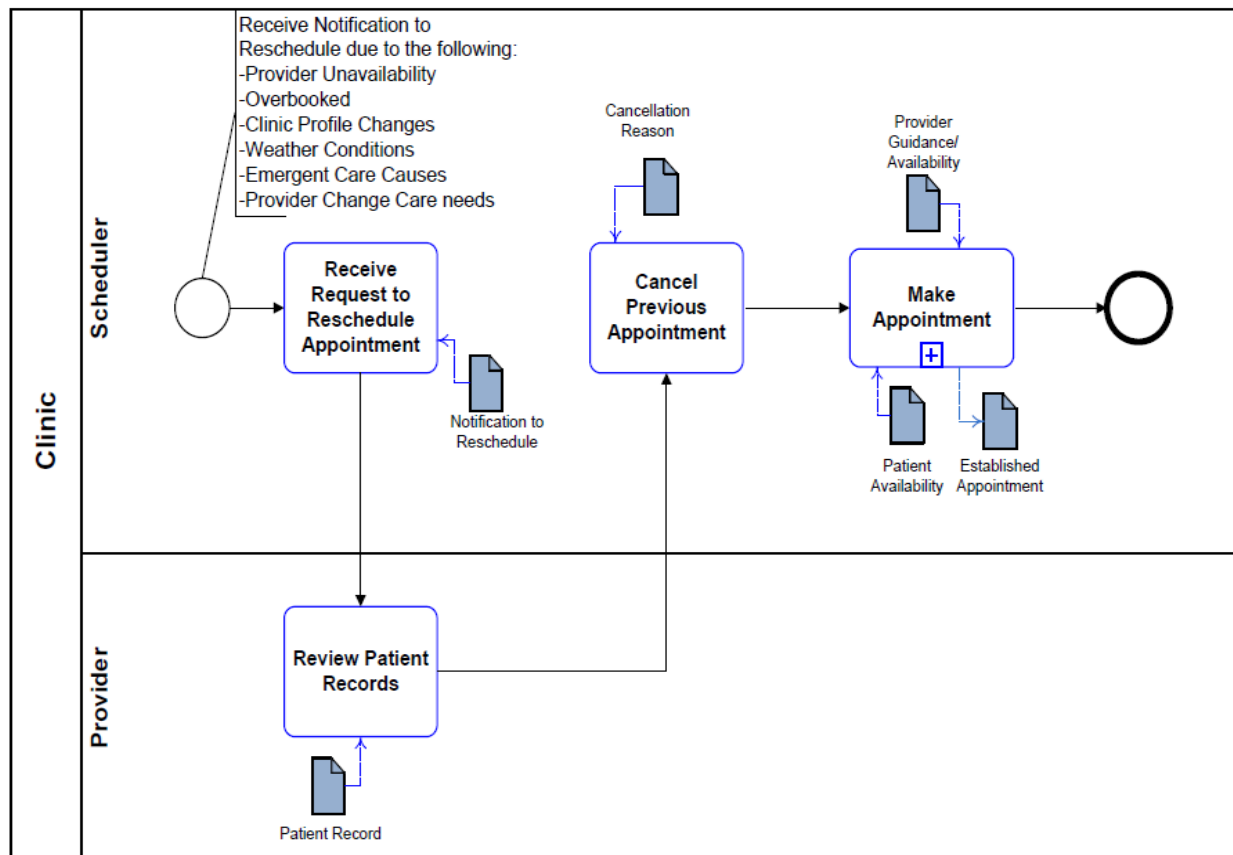 Clinic
Scheduler
Receive Notification to
Reschedule due to the following:
-Provider Unavailability
-Overbooked
-Clinic Profile Changes
-Weather Conditions
-Emergent Care Causes
-Provider Change Care needs
Receive
Request to
Reschedule
Appointment
Notification to
Reschedule
Cancellation
Reason
Cancel
Previous
Appointment
Provider
Guidance/
Availability
Make
Appointment
Patient
Availability
Established
Appointment
Provider
Review Patient
Records
Patient Record